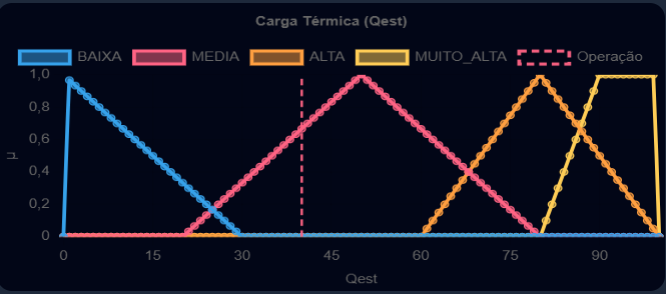 Carga Térmica (Qest)
BAIXA MEDIA ALTA MUITO_ALTA Operação
1,0
0,8
0,6
0,4
0,2
0
μ
0 15 30 45 60 75 90
Qest